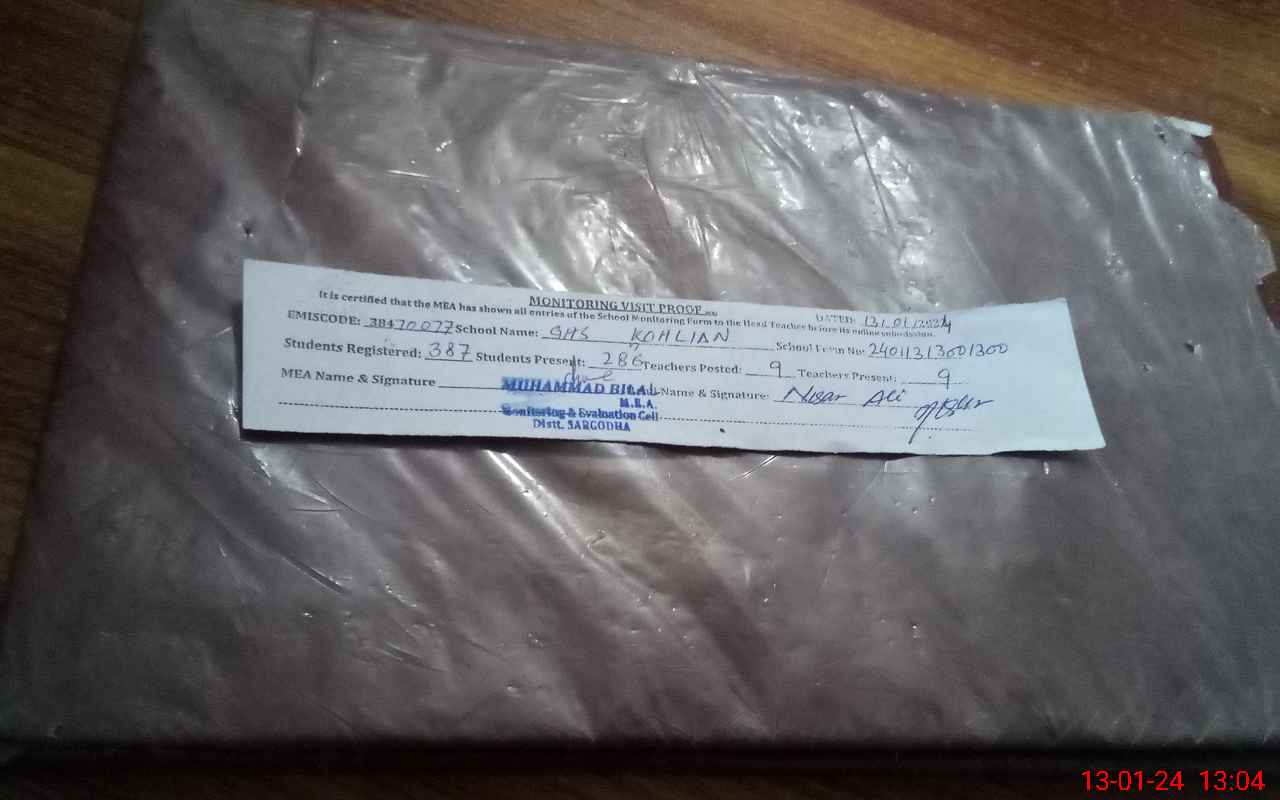 MONITORING VISIT PROOF
DATED: 13/01/2024
It is certified that the MEA has shown all entries of the School Monitoring Form to the Head Teacher before its online submission.
EMISCODE: 38470077 School Name: GHS KOHLIAN School Form No: 24011313001300
Students Registered: 387 Students Present: 286 Teachers Posted: 9 Teachers Present: 9
MEA Name & Signature Name & Signature: Nisar Ali
MUHAMMAD BILAL
M.E.A.
Monitoring & Evaluation Cell
Distt. SARGODHA
13-01-24 13:04